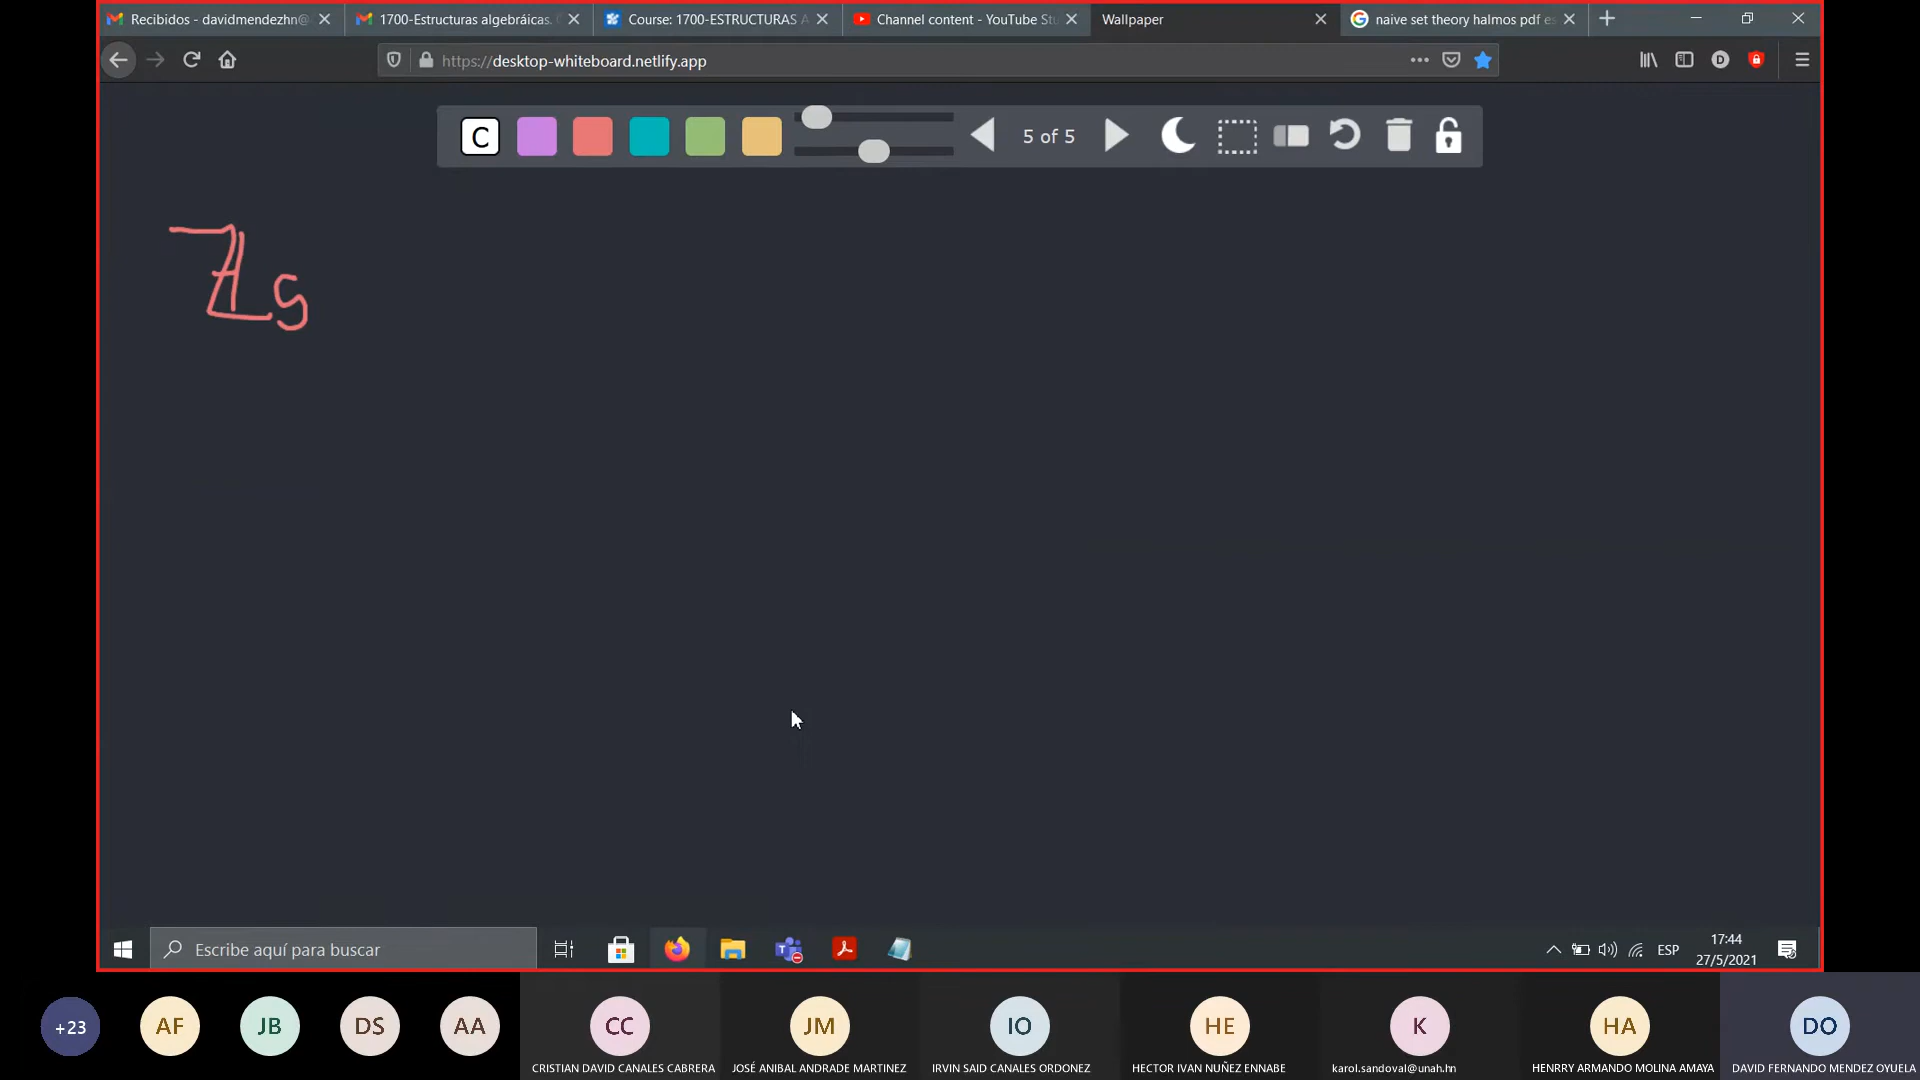 Recibidos - davidmendezhn@
1700-Estructuras algebráicas.
Course: 1700-ESTRUCTURAS A
Channel content - YouTube Stu
Wallpaper
naive set theory halmos pdf es
https://desktop-whiteboard.netlify.app
C
5 of 5
ℤ5
Escribe aquí para buscar
ESP
17:44
27/5/2021
+23
AF
JB
DS
AA
CC
JM
IO
HE
K
HA
DO
CRISTIAN DAVID CANALES CABRERA
JOSÉ ANIBAL ANDRADE MARTINEZ
IRVIN SAID CANALES ORDONEZ
HECTOR IVAN NUÑEZ ENNABE
karol.sandoval@unah.hn
HENRRY ARMANDO MOLINA AMAYA
DAVID FERNANDO MENDEZ OYUELA